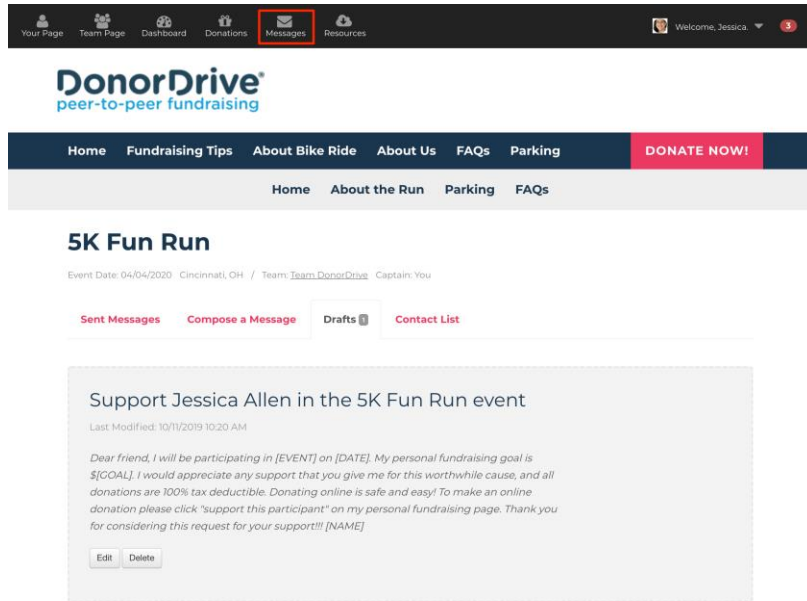 Your Page Team Page Dashboard Donations Messages Resources Welcome, Jessica. 3
DonorDrive®
peer-to-peer fundraising
Home Fundraising Tips About Bike Ride About Us FAQs Parking DONATE NOW!
Home About the Run Parking FAQs
5K Fun Run
Event Date: 04/04/2020 Cincinnati, OH / Team: Team DonorDrive Captain: You
Sent Messages Compose a Message Drafts 1 Contact List
Support Jessica Allen in the 5K Fun Run event
Last Modified: 10/11/2019 10:20 AM
Dear friend, I will be participating in [EVENT] on [DATE]. My personal fundraising goal is
$[GOAL]. I would appreciate any support that you give me for this worthwhile cause, and all
donations are 100% tax deductible. Donating online is safe and easy! To make an online
donation please click "support this participant" on my personal fundraising page. Thank you
for considering this request for your support!!! [NAME]
Edit Delete